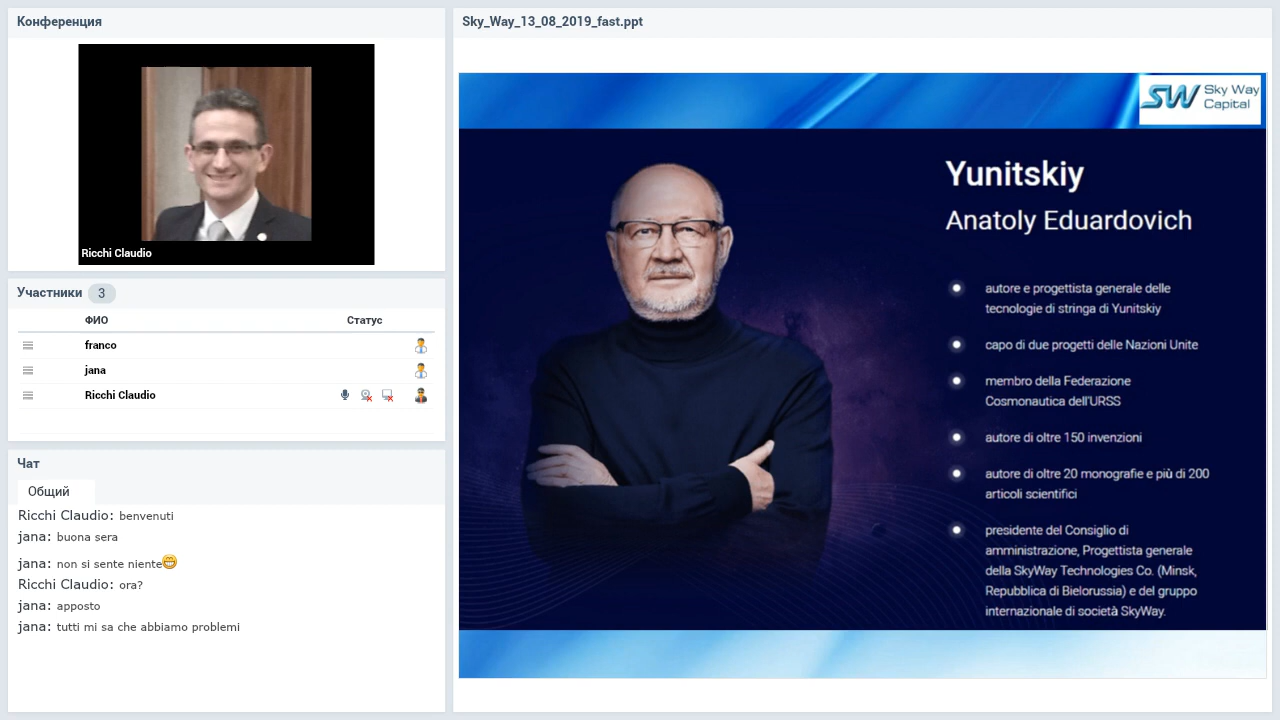 Конференция
Ricchi Claudio
Участники 3
ФИО Статус
franco
jana
Ricchi Claudio
Чат
Общий
Ricchi Claudio: benvenuti
jana: buona sera
jana: non si sente niente
Ricchi Claudio: ora?
jana: apposto
jana: tutti mi sa che abbiamo problemi
Sky_Way_13_08_2019_fast.ppt
SW Sky Way
Capital
Yunitskiy
Anatoly Eduardovich
autore e progettista generale delle
tecnologie di stringa di Yunitskiy
capo di due progetti delle Nazioni Unite
membro della Federazione
Cosmonautica dell'URSS
autore di oltre 150 invenzioni
autore di oltre 20 monografie e più di 200
articoli scientifici
presidente del Consiglio di
amministrazione, Progettista generale
della SkyWay Technologies Co. (Minsk,
Repubblica di Bielorussia) e del gruppo
internazionale di società SkyWay.